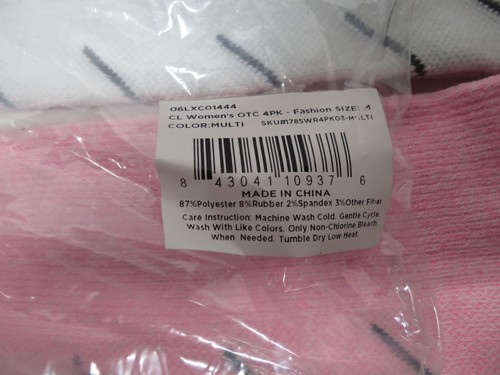 06LXC01444
CL Women's OTC 4PK - Fashion SIZE:
COLOR:MULTI
8 43041 10937 6
MADE IN CHINA
87%Polyester 8%Rubber 2%Spandex 3%Other Fiber
Care Instruction: Machine Wash Cold. Gentle Cycle.
Wash With Like Colors. Only Non-Chlorine Bleach
When Needed. Tumble Dry Low Heat.